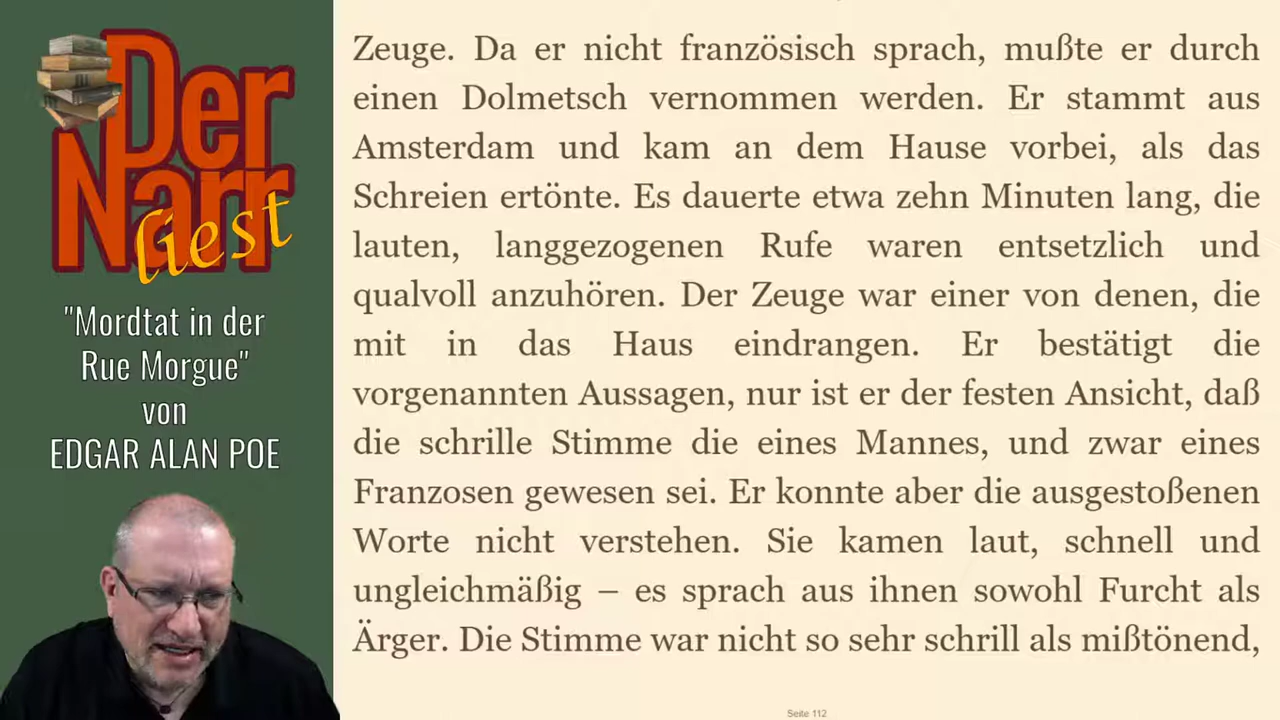 Der
Narr
liest
"Mordtat in der
Rue Morgue"
von
EDGAR ALAN POE
Zeuge. Da er nicht französisch sprach, mußte er durch
einen Dolmetsch vernommen werden. Er stammt aus
Amsterdam und kam an dem Hause vorbei, als das
Schreien ertönte. Es dauerte etwa zehn Minuten lang, die
lauten, langgezogenen Rufe waren entsetzlich und
qualvoll anzuhören. Der Zeuge war einer von denen, die
mit in das Haus eindrangen. Er bestätigt die
vorgenannten Aussagen, nur ist er der festen Ansicht, daß
die schrille Stimme die eines Mannes, und zwar eines
Franzosen gewesen sei. Er konnte aber die ausgestoßenen
Worte nicht verstehen. Sie kamen laut, schnell und
ungleichmäßig – es sprach aus ihnen sowohl Furcht als
Ärger. Die Stimme war nicht so sehr schrill als mißtönend,
Seite 112